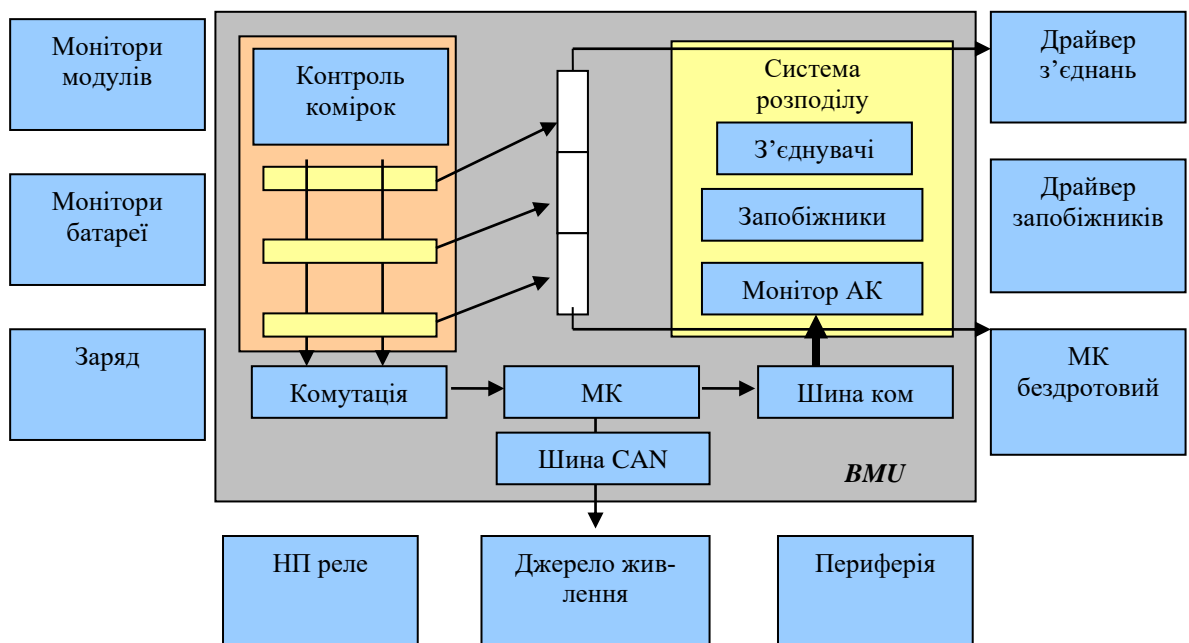 Монітори
модулів
Контроль
комірок
Система
розподілу
Драйвер
з’єднань
З’єднувачі
Монітори
батареї
Запобіжники
Драйвер
запобіжників
Монітор АК
Заряд
Комутація
МК
Шина ком
МК
бездротовий
Шина CAN
BMU
НП реле
Джерело жив-
лення
Периферія